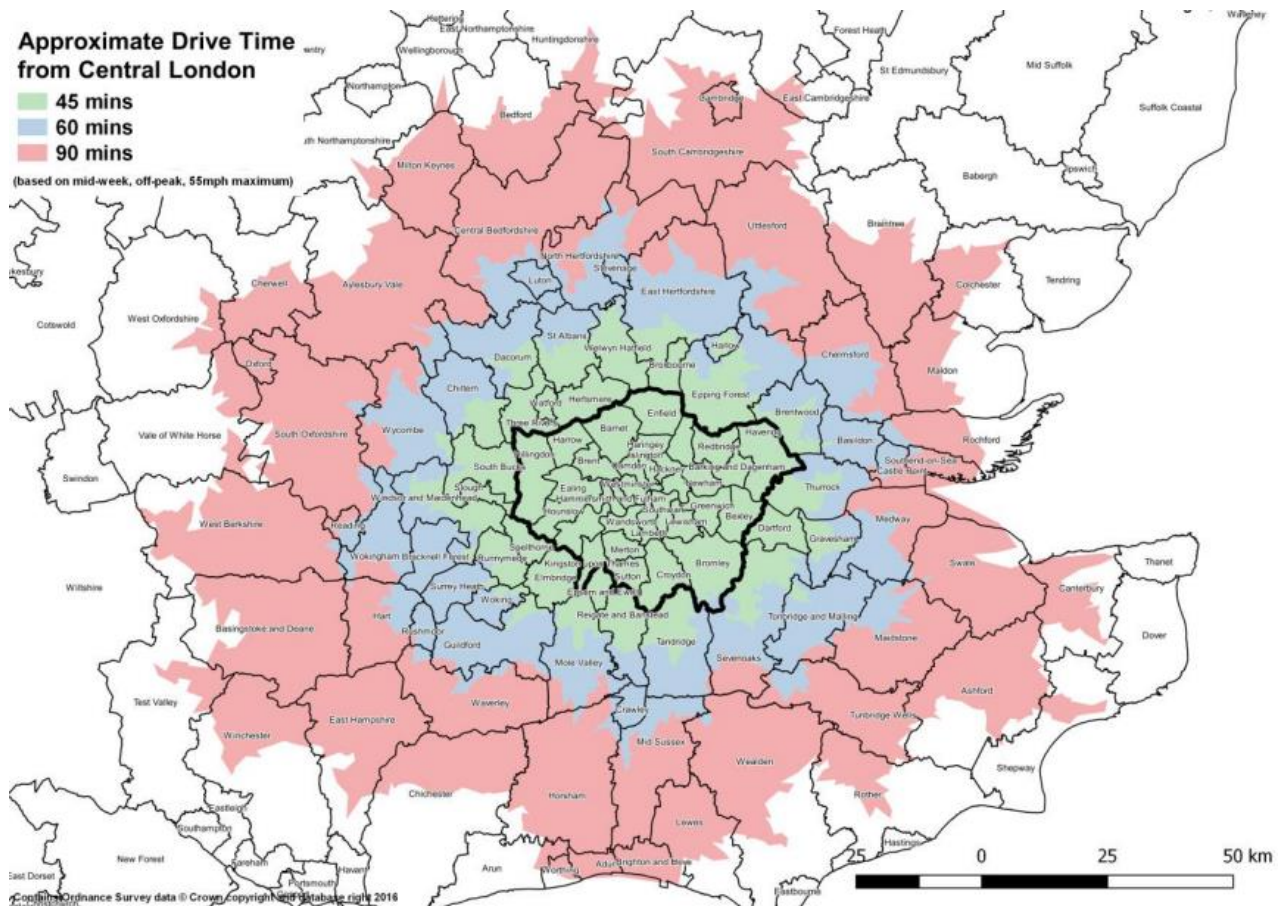 Approximate Drive Time
from Central London
45 mins
60 mins
90 mins
(based on mid-week, off-peak, 55mph maximum)
Kettering
East Northamptonshire
Wellingborough
Huntingdonshire
Forest Heath
Waveney
Northampton
St Edmundsbury
Mid Suffolk
Suffolk Coastal
Bedford
Cambridge
East Cambridgeshire
South Cambridgeshire
Milton Keynes
Babergh
Ipswich
Uttlesford
Braintree
Central Bedfordshire
North Hertfordshire
Stevenage
Luton
East Hertfordshire
Cherwell
Aylesbury Vale
Colchester
Tendring
Cotswold
West Oxfordshire
St Albans
Welwyn Hatfield
Dacorum
Harlow
Broxbourne
Chelmsford
Oxford
Chiltern
Epping Forest
Maldon
Watford
Hertsmere
Enfield
Brentwood
Three Rivers
Barnet
Wycombe
Vale of White Horse
South Oxfordshire
Harrow
Haringey
Redbridge
Havering
Basildon
Rochford
Hillingdon
Brent
Islington
Camden
Hackney
Barking and Dagenham
Southend-on-Sea
Castle Point
South Bucks
Swindon
Slough
Ealing
Westminster
Newham
Thurrock
Windsor and Maidenhead
Hammersmith and Fulham
Hounslow
Southwark
Greenwich
Bexley
Medway
West Berkshire
Reading
Wandsworth
Lewisham
Lambeth
Dartford
Gravesham
Wokingham
Bracknell Forest
Runnymede
Spelthorne
Merton
Kingston upon Thames
Bromley
Swale
Thanet
Wiltshire
Surrey Heath
Elmbridge
Sutton
Croydon
Canterbury
Woking
Epsom and Ewell
Reigate and Banstead
Tonbridge and Malling
Basingstoke and Deane
Hart
Rushmoor
Guildford
Tandridge
Maidstone
Dover
Mole Valley
Sevenoaks
Test Valley
Waverley
Crawley
Ashford
East Hampshire
Tunbridge Wells
Winchester
Mid Sussex
Wealden
Shepway
Chichester
Horsham
Rother
Eastleigh
Southampton
Lewes
Hastings
New Forest
Fareham
Havant
Arun
Worthing
Adur
Brighton and Hove
East Dorset
Portsmouth
Eastbourne
25 0 25 50 km
Contains Ordnance Survey data © Crown copyright and database right 2016